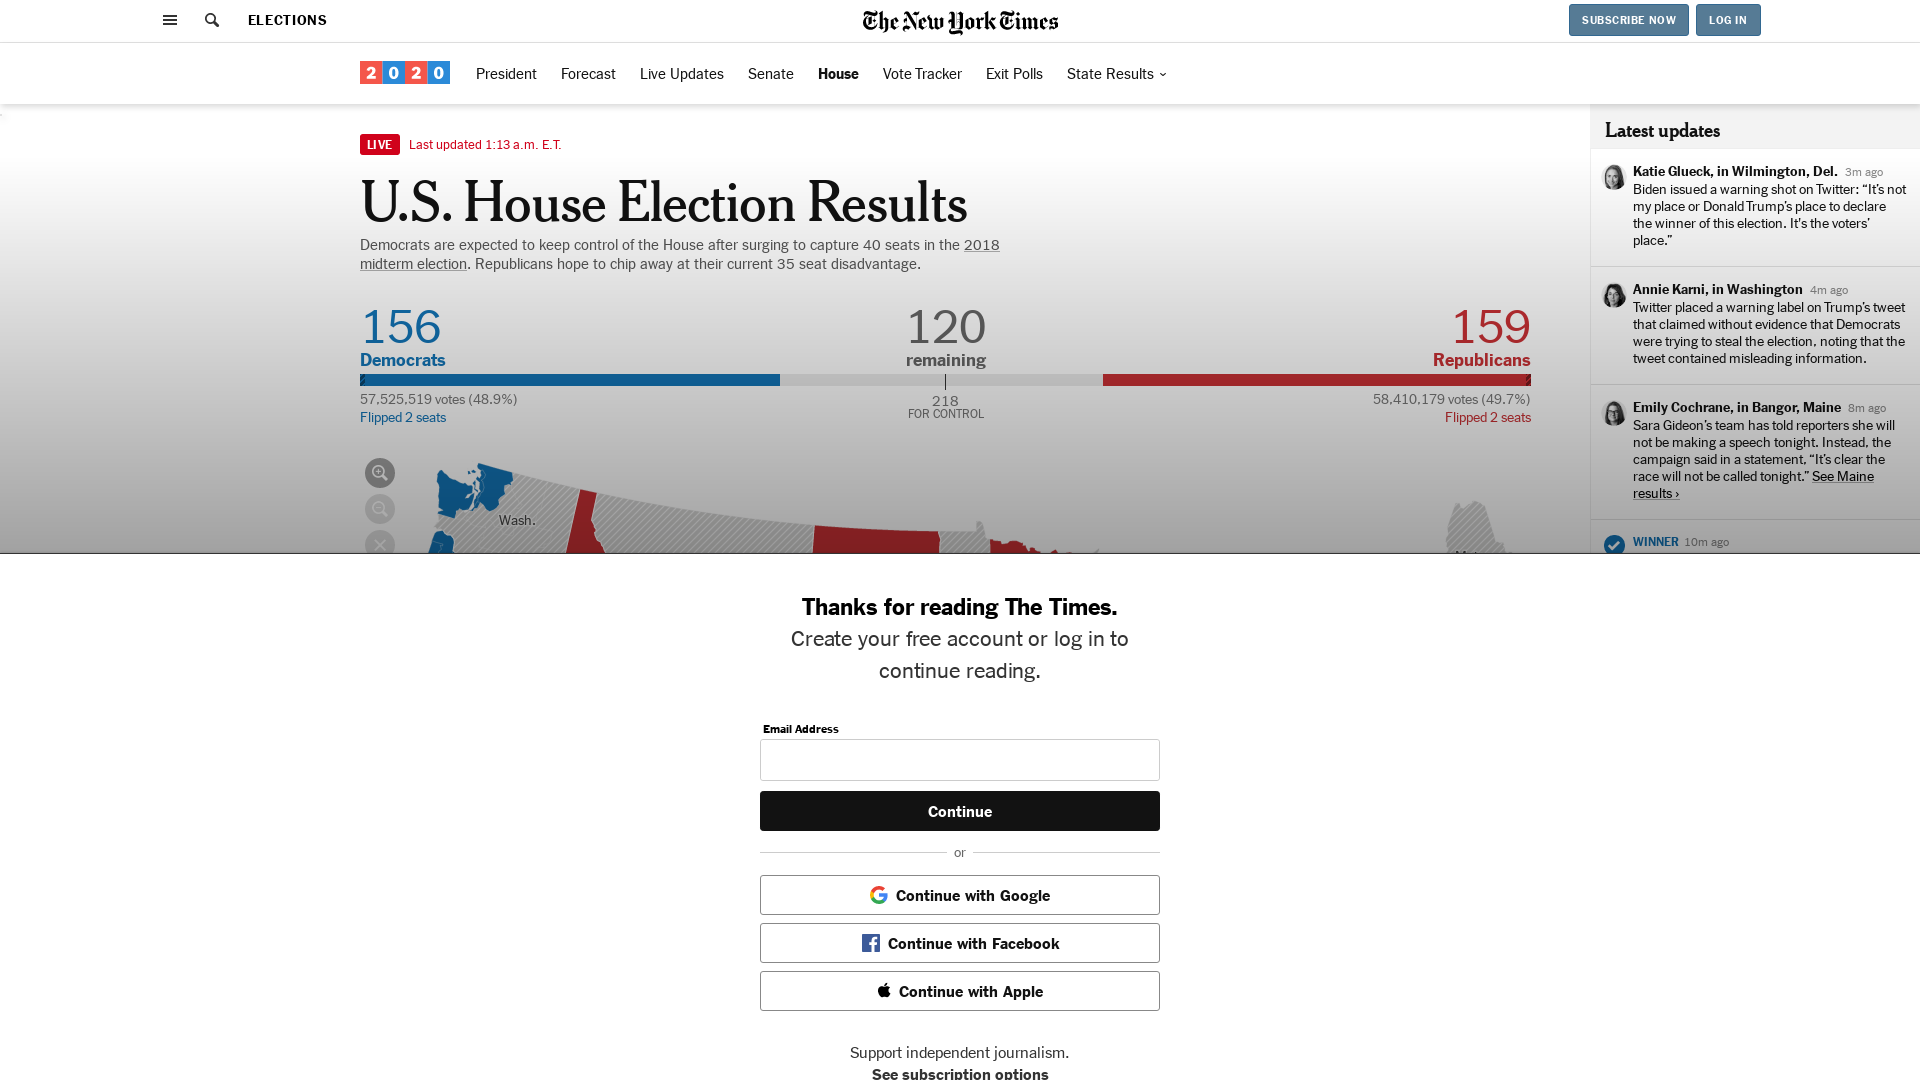 ELECTIONS
The New York Times
SUBSCRIBE NOW
LOG IN
2020
President
Forecast
Live Updates
Senate
House
Vote Tracker
Exit Polls
State Results
LIVE
Last updated 1:13 a.m. E.T.
U.S. House Election Results
Democrats are expected to keep control of the House after surging to capture 40 seats in the 2018
midterm election. Republicans hope to chip away at their current 35 seat disadvantage.
156
Democrats
120
remaining
159
Republicans
57,525,519 votes (48.9%)
Flipped 2 seats
218
FOR CONTROL
58,410,179 votes (49.7%)
Flipped 2 seats
Wash.
Latest updates
Katie Glueck, in Wilmington, Del. 3m ago
Biden issued a warning shot on Twitter: “It’s not
my place or Donald Trump’s place to declare
the winner of this election. It's the voters’
place.”
Annie Karni, in Washington 4m ago
Twitter placed a warning label on Trump’s tweet
that claimed without evidence that Democrats
were trying to steal the election, noting that the
tweet contained misleading information.
Emily Cochrane, in Bangor, Maine 8m ago
Sara Gideon’s team has told reporters she will
not be making a speech tonight. Instead, the
campaign said in a statement, “It’s clear the
race will not be called tonight.” See Maine
results ›
WINNER 10m ago
Thanks for reading The Times.
Create your free account or log in to
continue reading.
Email Address
Continue
or
Continue with Google
Continue with Facebook
Continue with Apple
Support independent journalism.
See subscription options